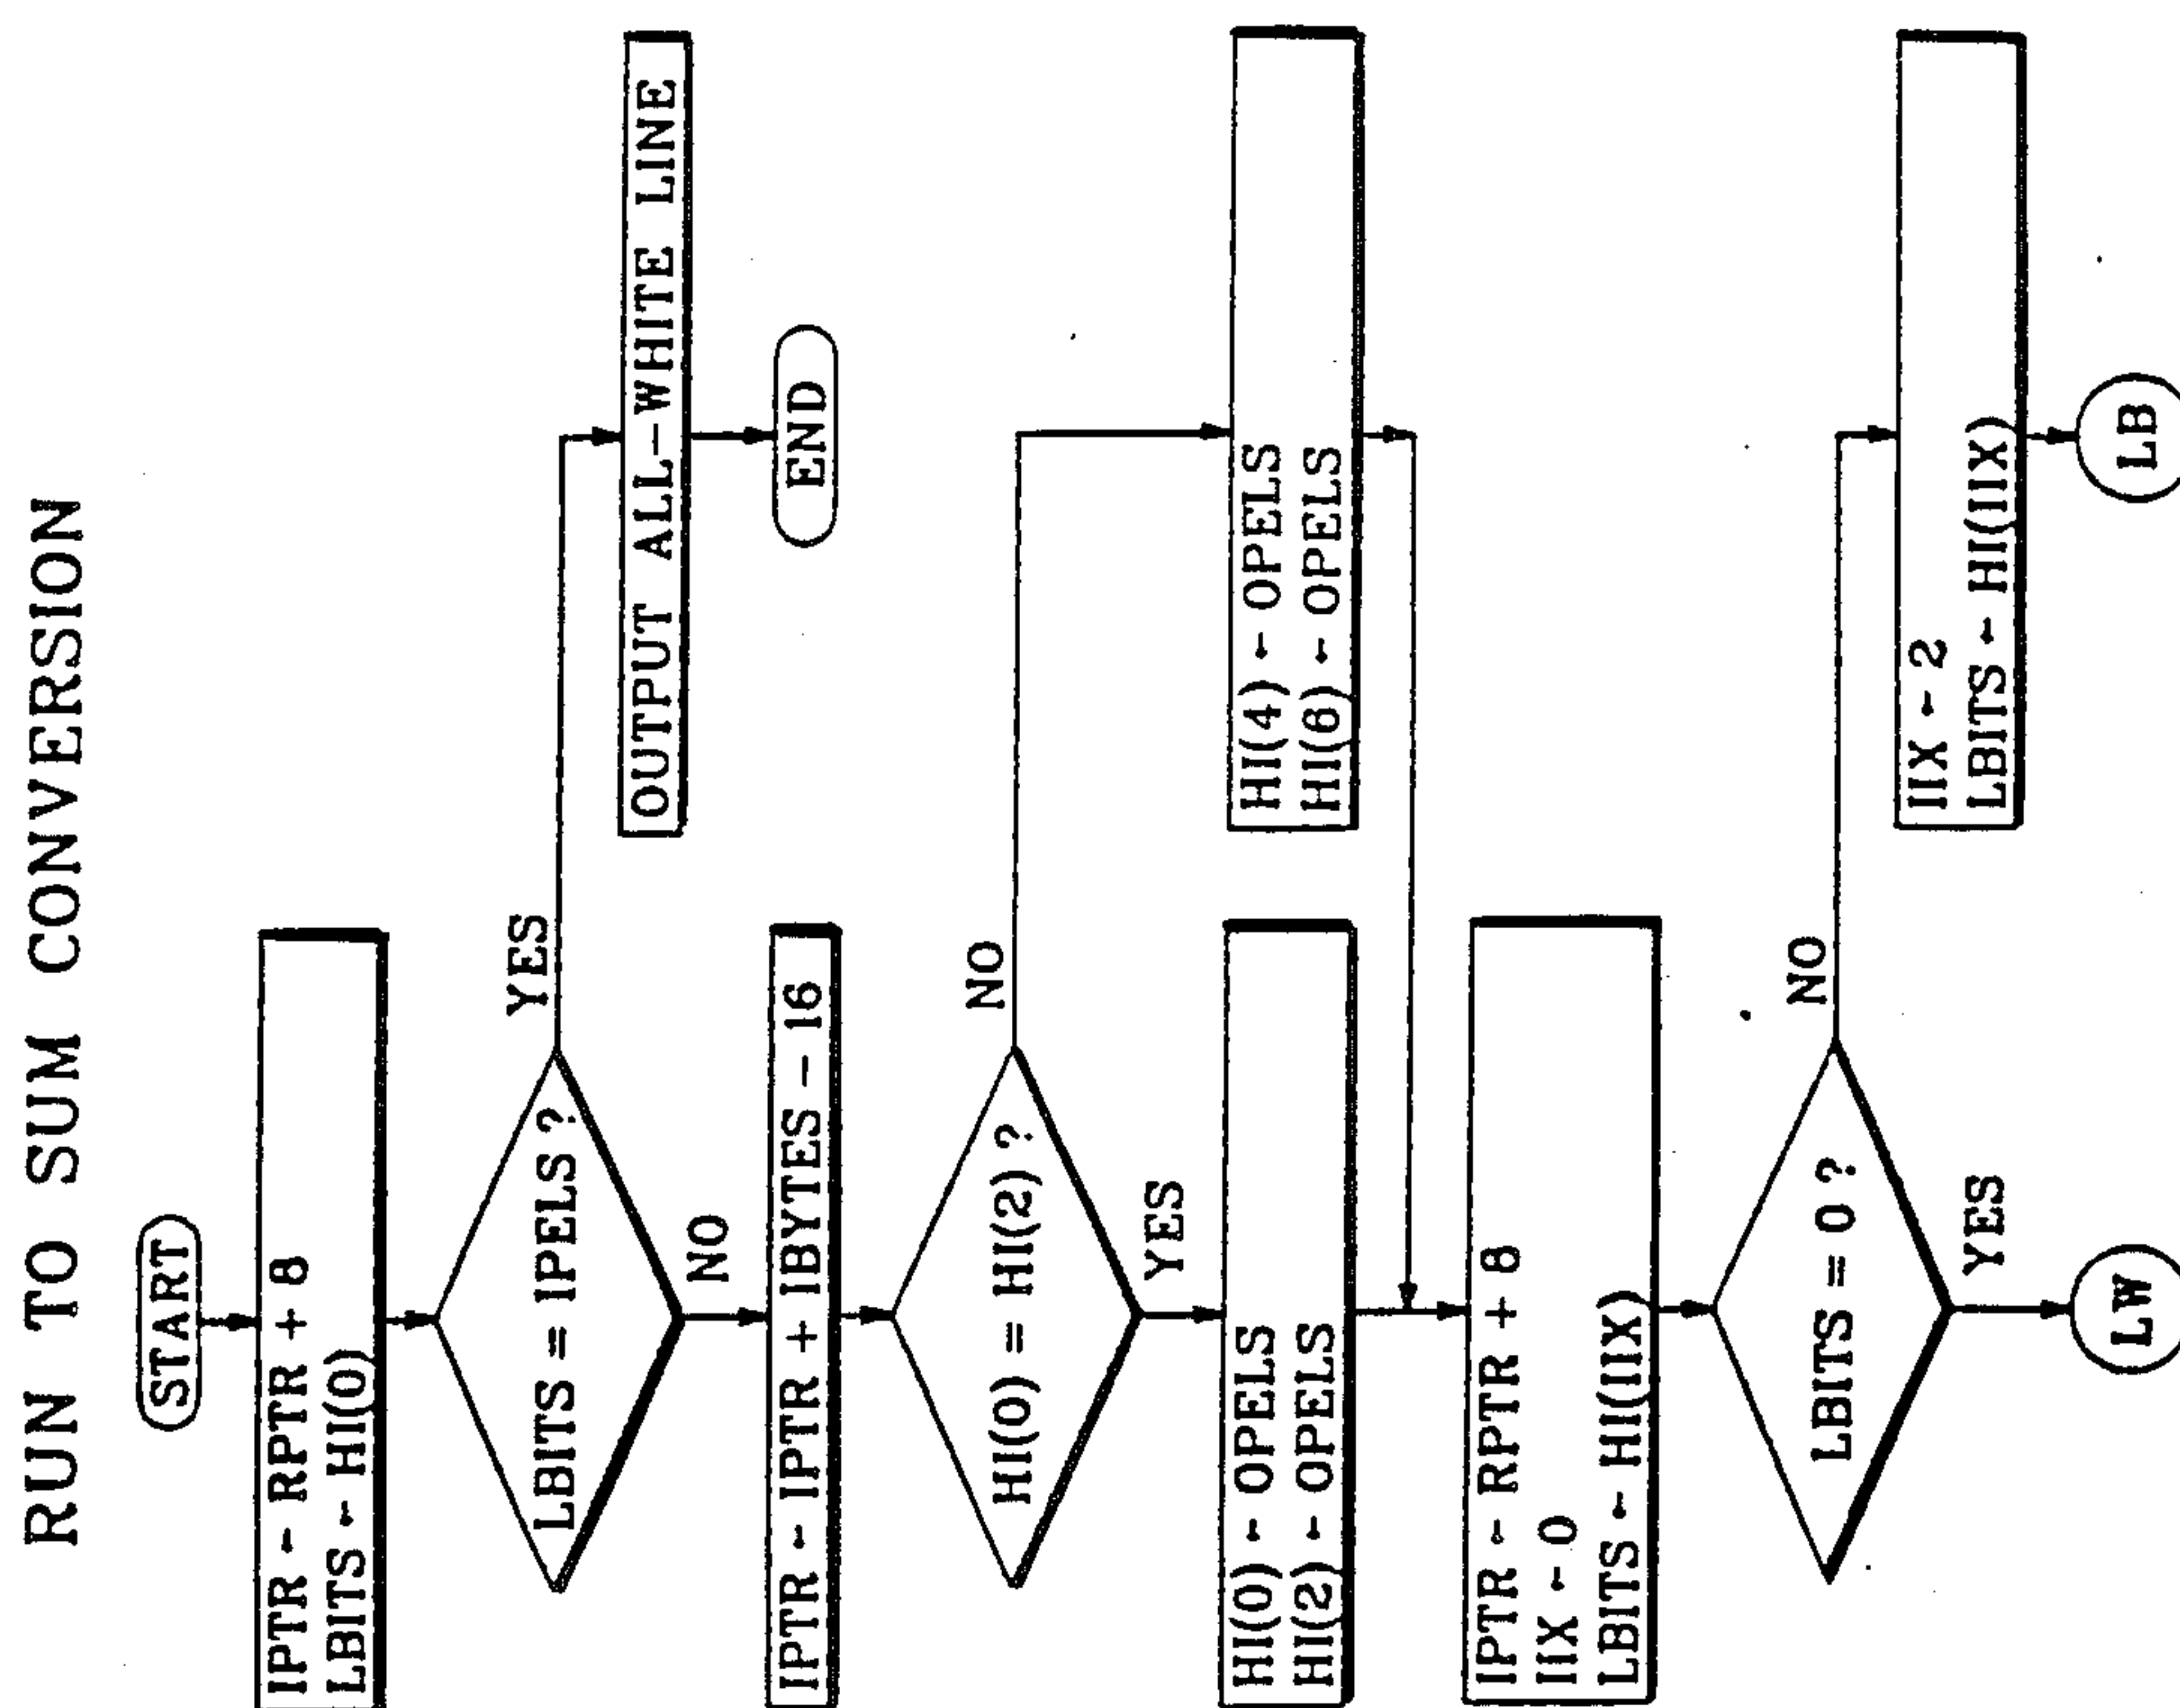 RUN TO SUM CONVERSION
START
IPTR ← RPTR + 8
LBITS ← HI(0)
LBITS = IPELS ?
YES
OUTPUT ALL-WHITE LINE
END
NO
IPTR ← IPTR + IBYTES - 16
HI(0) = HI(2) ?
NO
HI(4) ← OPELS
HI(6) ← OPELS
YES
HI(0) ← OPELS
HI(2) ← OPELS
IPTR ← RPTR + 8
IIX ← 0
LBITS ← HI(IIX)
LBITS = 0 ?
NO
IIX ← 2
LBITS ← HI(IIX)
LB
YES
LW